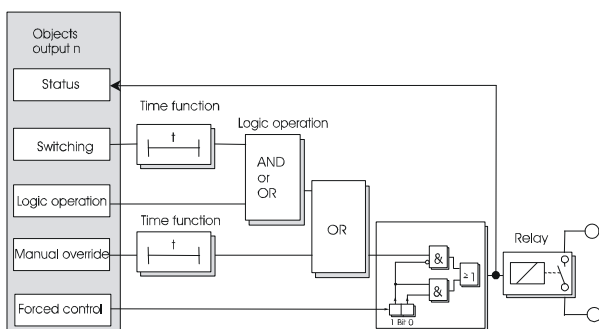 Objects
output n
Status
Time function
Logic operation
t
Switching
AND
or
OR
Logic operation
OR
Time function
Relay
Manual override
t
&
≥1
&
Forced control
1 Bit 0